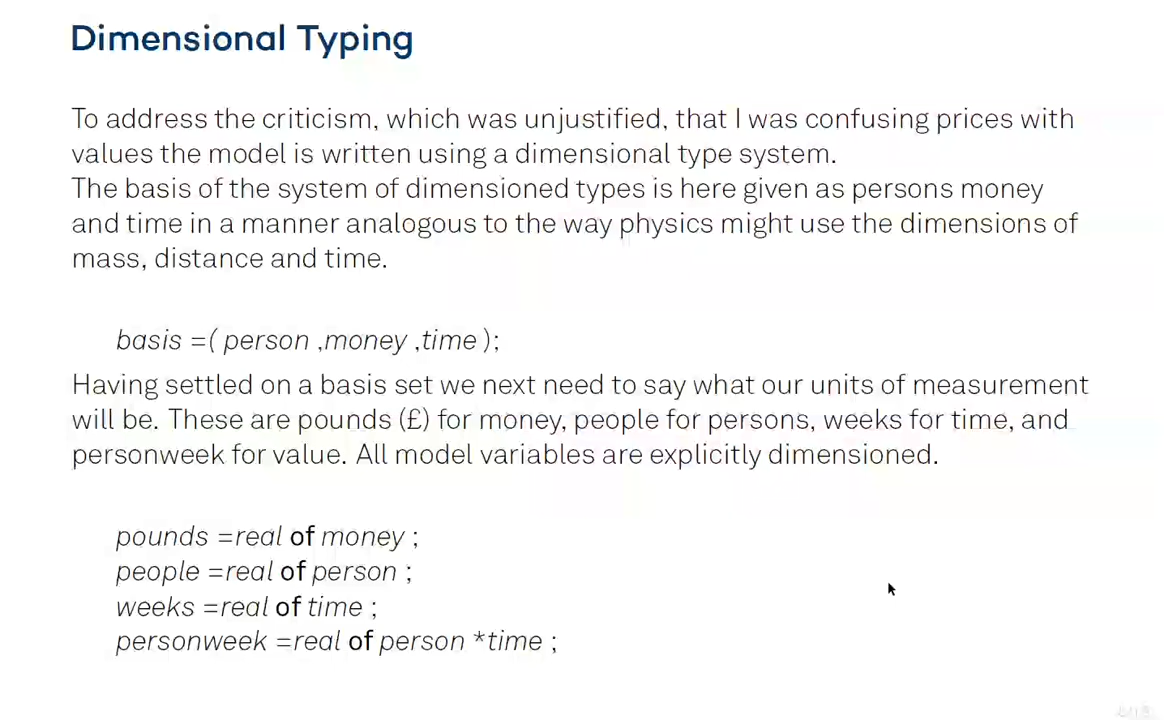 Dimensional Typing
To address the criticism, which was unjustified, that I was confusing prices with
values the model is written using a dimensional type system.
The basis of the system of dimensioned types is here given as persons money
and time in a manner analogous to the way physics might use the dimensions of
mass, distance and time.
basis =( person ,money ,time );
Having settled on a basis set we next need to say what our units of measurement
will be. These are pounds (£) for money, people for persons, weeks for time, and
personweek for value. All model variables are explicitly dimensioned.
pounds =real of money ;
people =real of person ;
weeks =real of time ;
personweek =real of person *time ;